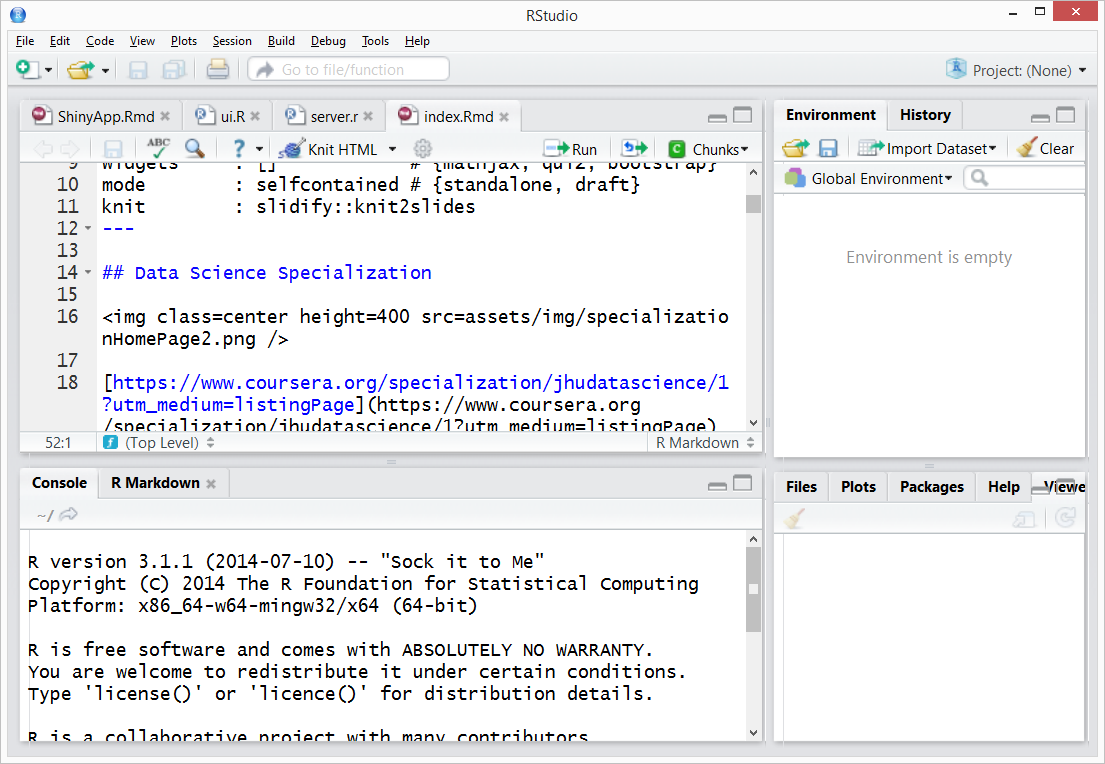 RStudio
File Edit Code View Plots Session Build Debug Tools Help
Go to file/function
Project: (None)
ShinyApp.Rmd ui.R server.r index.Rmd
ABC ? Knit HTML Run Chunks
9 widgets : [] # {mathjax, quiz, bootstrap}
10 mode : selfcontained # {standalone, draft}
11 knit : slidify::knit2slides
12 ---
13
14 ## Data Science Specialization
15
16 <img class=center height=400 src=assets/img/specializatio
nHomePage2.png />
17
18 [https://www.coursera.org/specialization/jhudatascience/1
?utm_medium=listingPage](https://www.coursera.org
/specialization/jhudatascience/1?utm_medium=listingPage)
52:1 (Top Level) R Markdown
Console R Markdown
~/
R version 3.1.1 (2014-07-10) -- "Sock it to Me"
Copyright (C) 2014 The R Foundation for Statistical Computing
Platform: x86_64-w64-mingw32/x64 (64-bit)
R is free software and comes with ABSOLUTELY NO WARRANTY.
You are welcome to redistribute it under certain conditions.
Type 'license()' or 'licence()' for distribution details.
R is a collaborative project with many contributors
Environment History
Import Dataset Clear
Global Environment
Environment is empty
Files Plots Packages Help Viewe